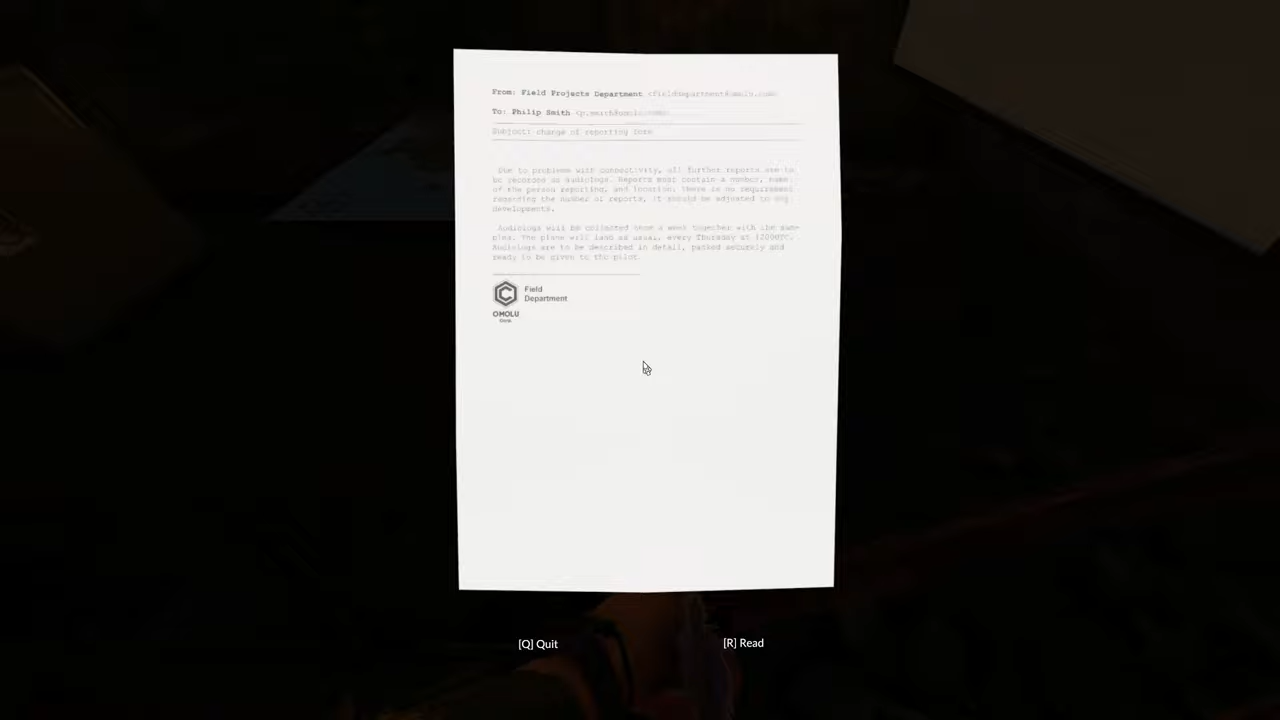 From: Field Projects Department <fielddepartment@omolu.com>
To: Philip Smith
Subject: change of reporting form
Due to problems with connectivity, all further reports are to
be recorded as audiologs. Reports must contain a number, name
of the person reporting, and location; there is no requirement
regarding the number of reports, it should be adjusted to any
developments.
Audiologs will be collected once a week together with the sam-
ples. The plane will land as usual, every Thursday at 1200UTC.
Audiologs are to be described in detail, packed securely and
ready to be given to the pilot.
Field
Department
OMOLU
[Q] Quit
[R] Read